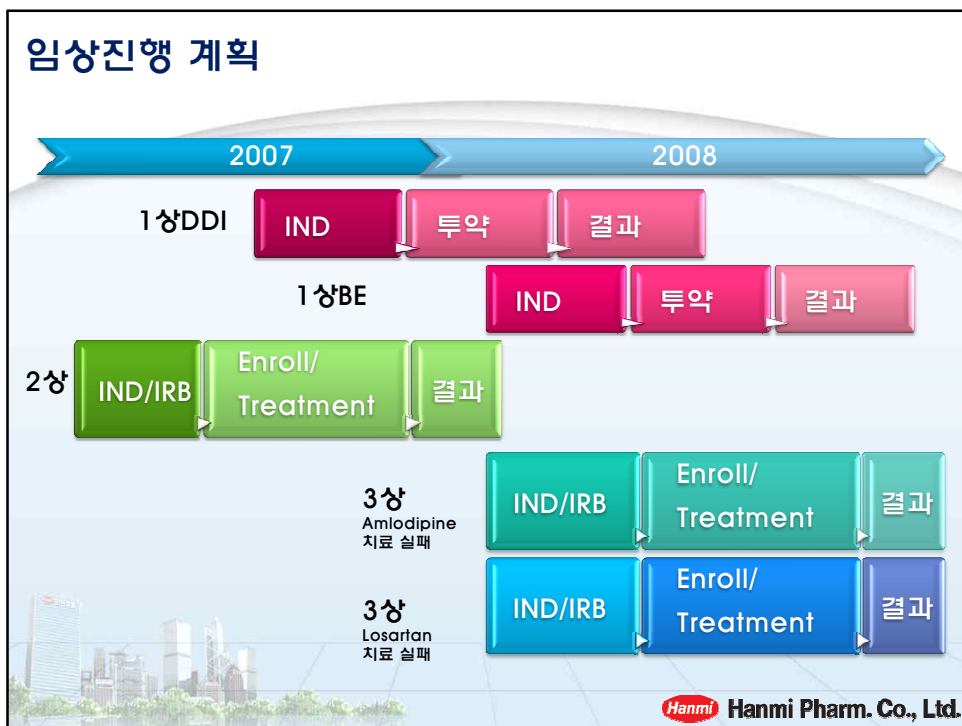 임상진행 계획
2007 2008
1상DDI IND 투약 결과
1상BE IND 투약 결과
2상 IND/IRB Enroll/
Treatment 결과
3상
Amlodipine
치료 실패
IND/IRB Enroll/
Treatment 결과
3상
Losartan
치료 실패
IND/IRB Enroll/
Treatment 결과
Hanmi Hanmi Pharm. Co., Ltd.